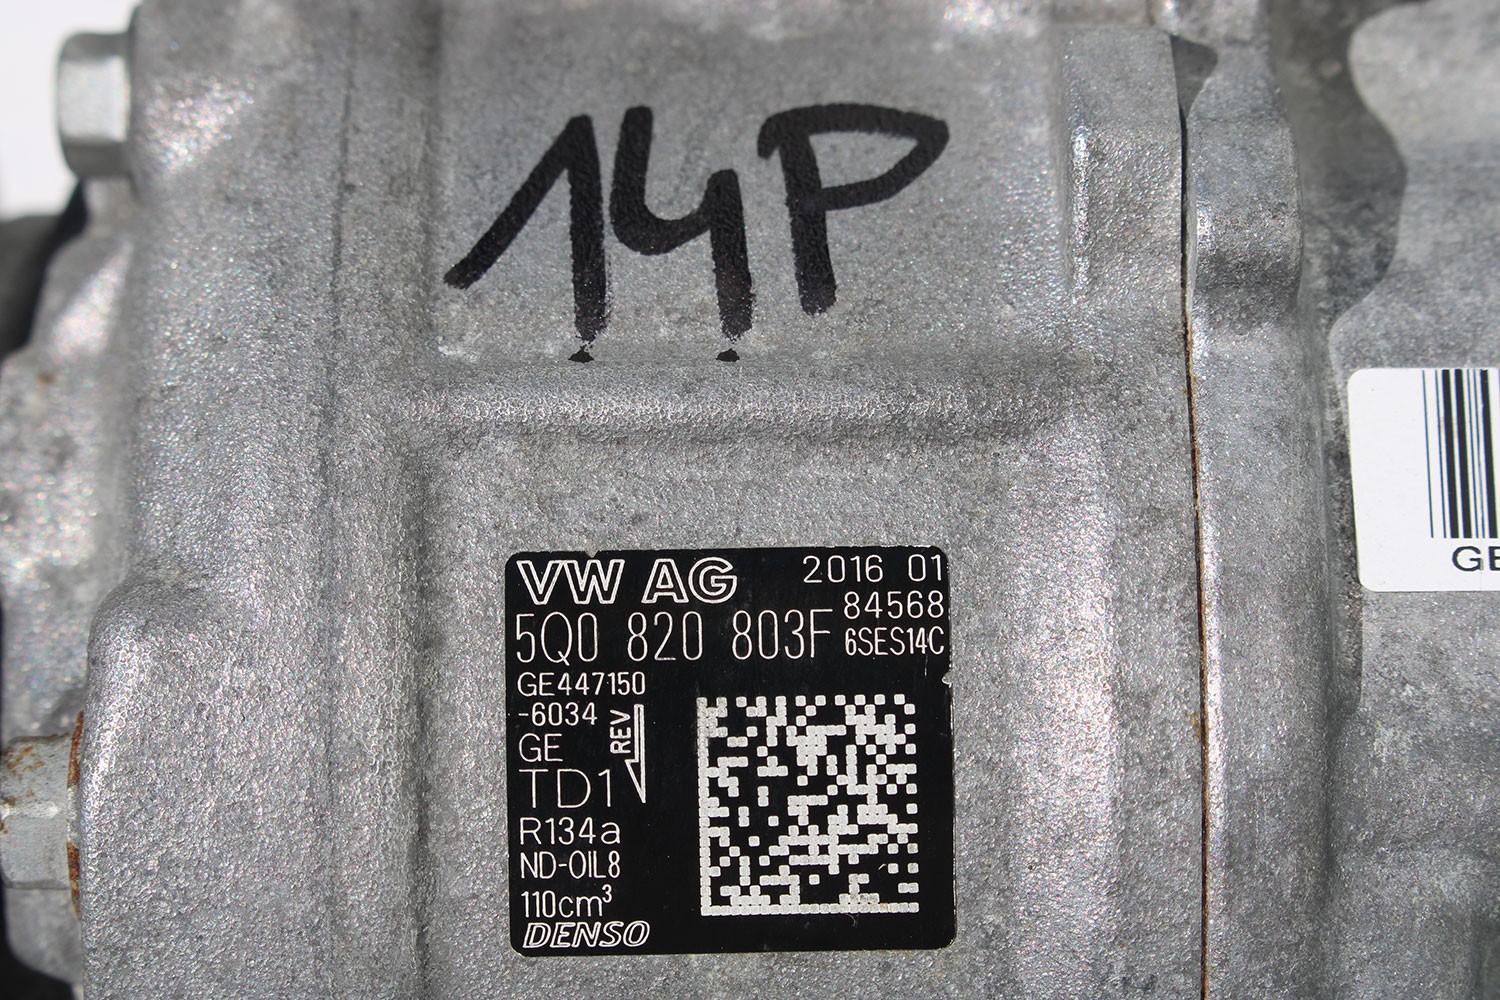 14P
VW AG 2016 01
84568
5Q0 820 803F 6SES14C
GE447150
-6034
REV
GE
TD1
R134a
ND-OIL8
110cm³
DENSO